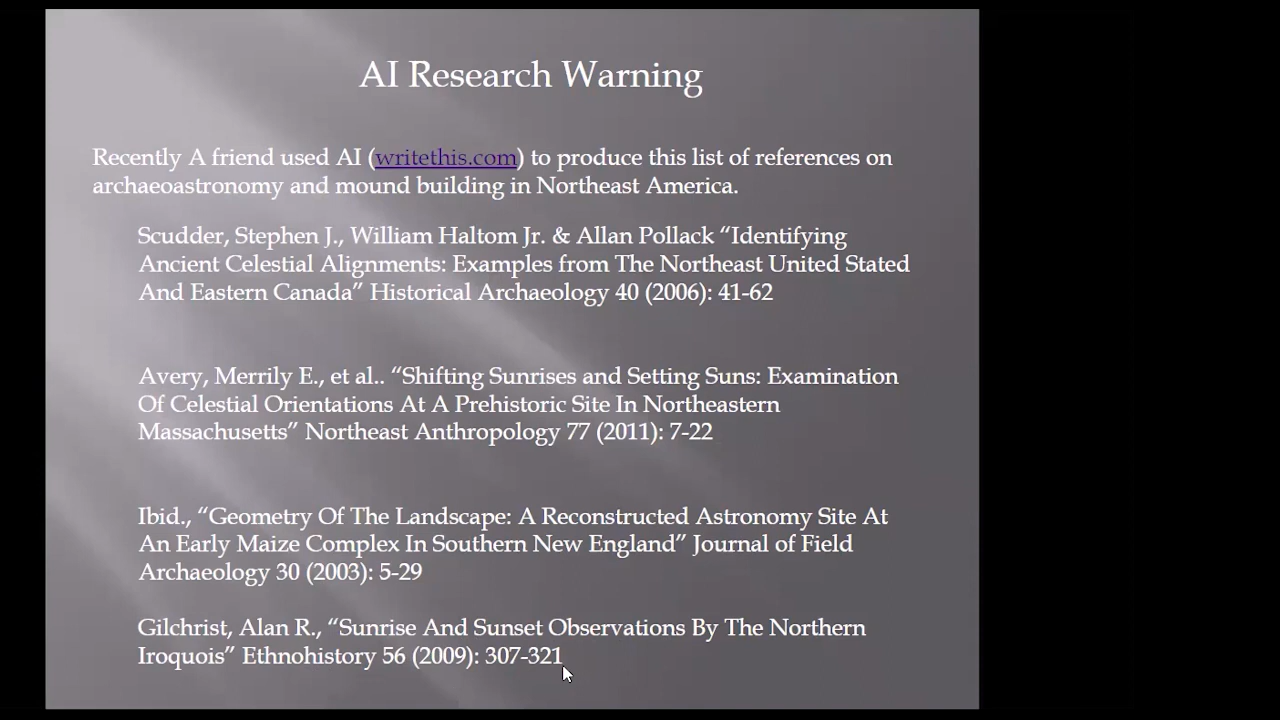 AI Research Warning
Recently A friend used AI (writethis.com) to produce this list of references on
archaeoastronomy and mound building in Northeast America.
Scudder, Stephen J., William Haltom Jr. & Allan Pollack “Identifying
Ancient Celestial Alignments: Examples from The Northeast United Stated
And Eastern Canada” Historical Archaeology 40 (2006): 41-62
Avery, Merrily E., et al.. “Shifting Sunrises and Setting Suns: Examination
Of Celestial Orientations At A Prehistoric Site In Northeastern
Massachusetts” Northeast Anthropology 77 (2011): 7-22
Ibid., “Geometry Of The Landscape: A Reconstructed Astronomy Site At
An Early Maize Complex In Southern New England” Journal of Field
Archaeology 30 (2003): 5-29
Gilchrist, Alan R., “Sunrise And Sunset Observations By The Northern
Iroquois” Ethnohistory 56 (2009): 307-321